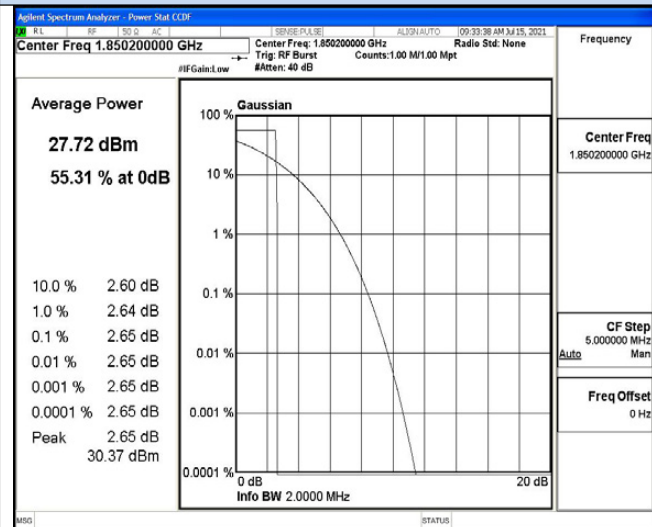 Agilent Spectrum Analyzer - Power Stat CCDF
RL RF 50 Ω AC SENSE:PULSE ALIGN AUTO 09:33:38 AM Jul 15, 2021
Center Freq 1.850200000 GHz
Center Freq: 1.850200000 GHz Radio Std: None
Trig: RF Burst Counts:1.00 M/1.00 Mpt
#IFGain:Low #Atten: 40 dB
Frequency
Average Power
27.72 dBm
55.31 % at 0dB
10.0 % 2.60 dB
1.0 % 2.64 dB
0.1 % 2.65 dB
0.01 % 2.65 dB
0.001 % 2.65 dB
0.0001 % 2.65 dB
Peak 2.65 dB
30.37 dBm
Gaussian
100 %
10 %
1 %
0.1 %
0.01 %
0.001 %
0.0001 %
0 dB 20 dB
Info BW 2.0000 MHz
Center Freq
1.850200000 GHz
CF Step
5.000000 MHz
Auto Man
Freq Offset
0 Hz
MSG STATUS